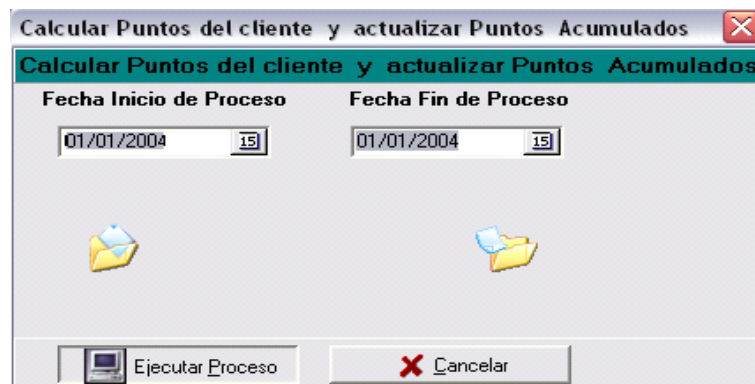 Calcular Puntos del cliente y actualizar Puntos Acumulados
Calcular Puntos del cliente y actualizar Puntos Acumulados
Fecha Inicio de Proceso Fecha Fin de Proceso
01/01/2004 15 01/01/2004 15
Ejecutar Proceso Cancelar